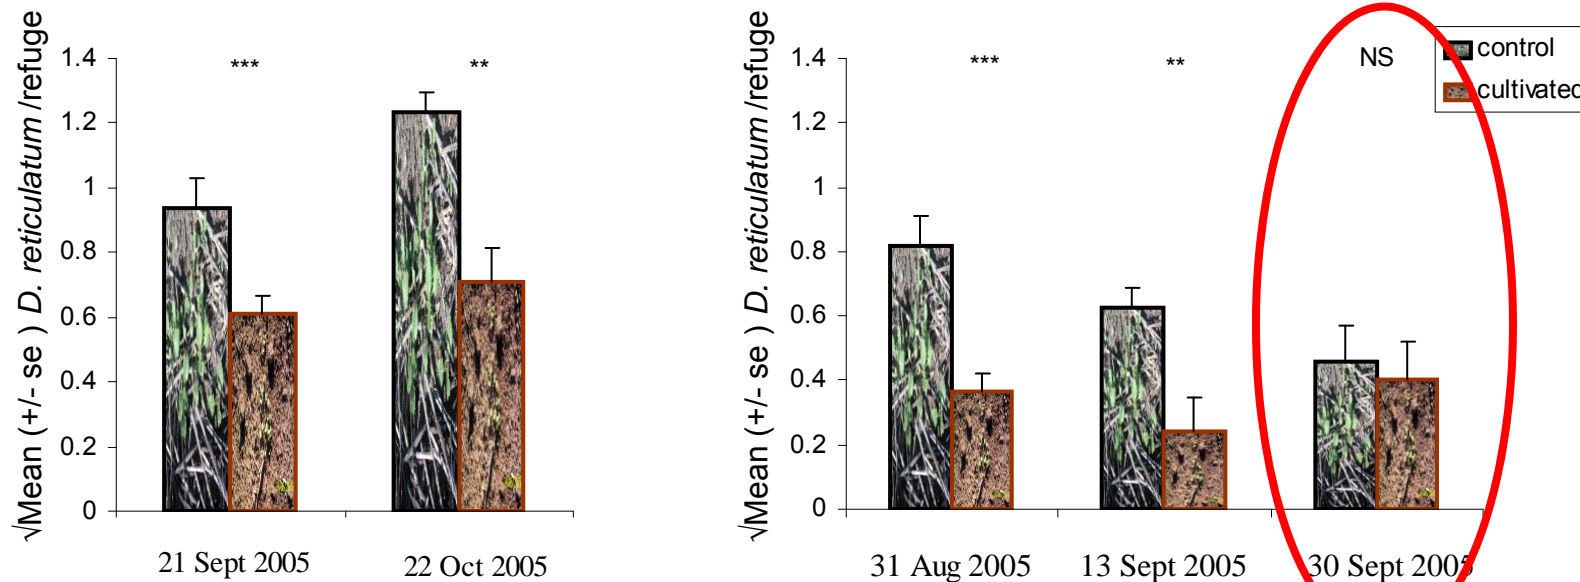 √Mean (+/- se ) D. reticulatum /refuge
1.4
1.2
1
0.8
0.6
0.4
0.2
0
***
**
21 Sept 2005
22 Oct 2005
√Mean (+/- se ) D. reticulatum /refuge
1.4
1.2
1
0.8
0.6
0.4
0.2
0
***
**
NS
control
cultivated
31 Aug 2005
13 Sept 2005
30 Sept 2005